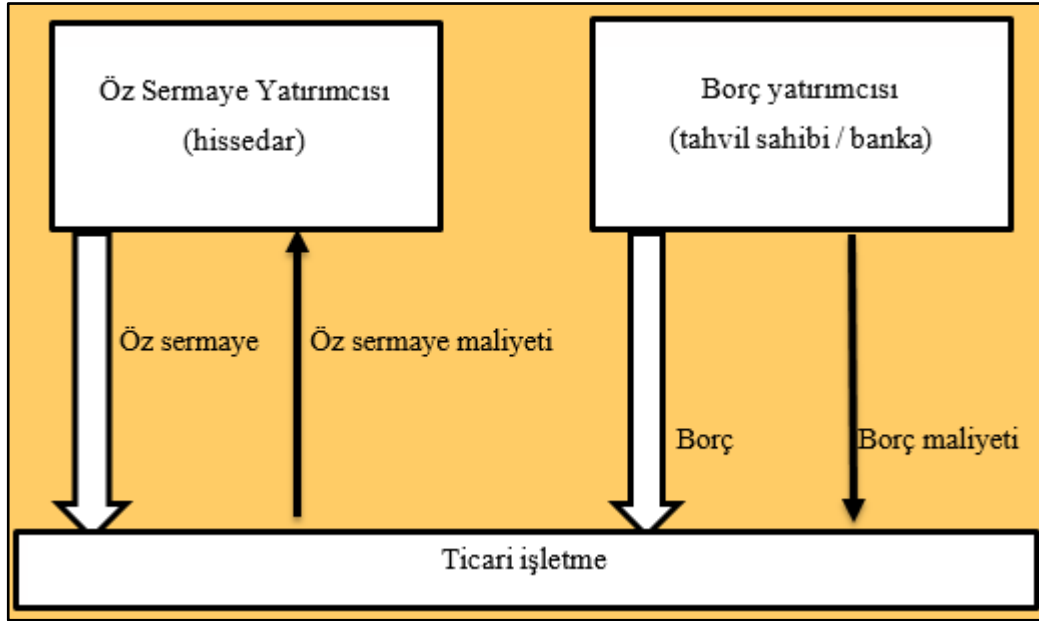 Öz Sermaye Yatırımcısı
(hissedar)
Borç yatırımcısı
(tahvil sahibi / banka)
Öz sermaye
Öz sermaye maliyeti
Borç
Borç maliyeti
Ticari işletme